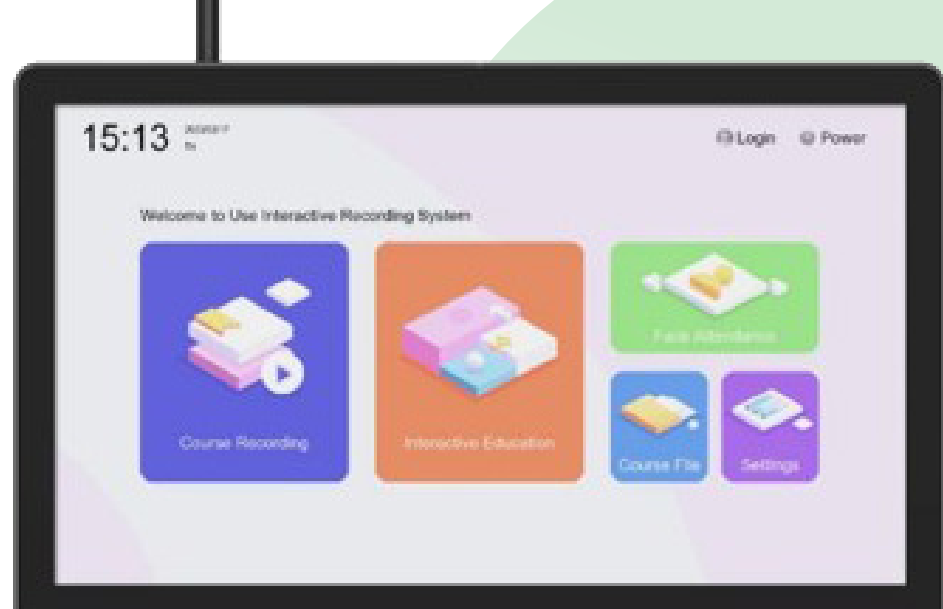 15:13
Login
Power
Welcome to Use Interactive Recording System
Face Attendance
Course Recording
Interactive Education
Course File
Settings